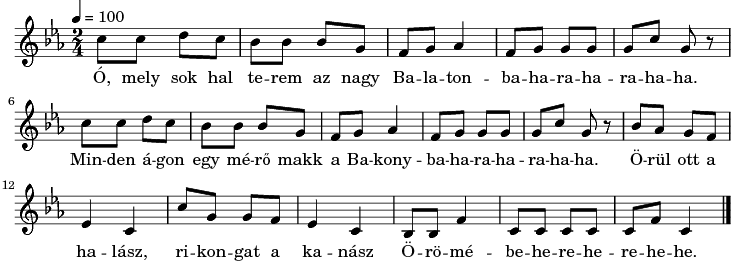 = 100
2
4
Ó, mely sok hal te -- rem az nagy Ba -- la -- ton -- ba -- ha -- ra -- ha -- ra -- ha -- ha.
6
Min -- den á -- gon egy mé -- rő makk a Ba -- kony -- ba -- ha -- ra -- ha -- ra -- ha -- ha. Ö -- rül ott a
12
ha -- lász, ri -- kon -- gat a ka -- nász Ö -- rö -- mé -- be -- he -- re -- he -- re -- he -- he.